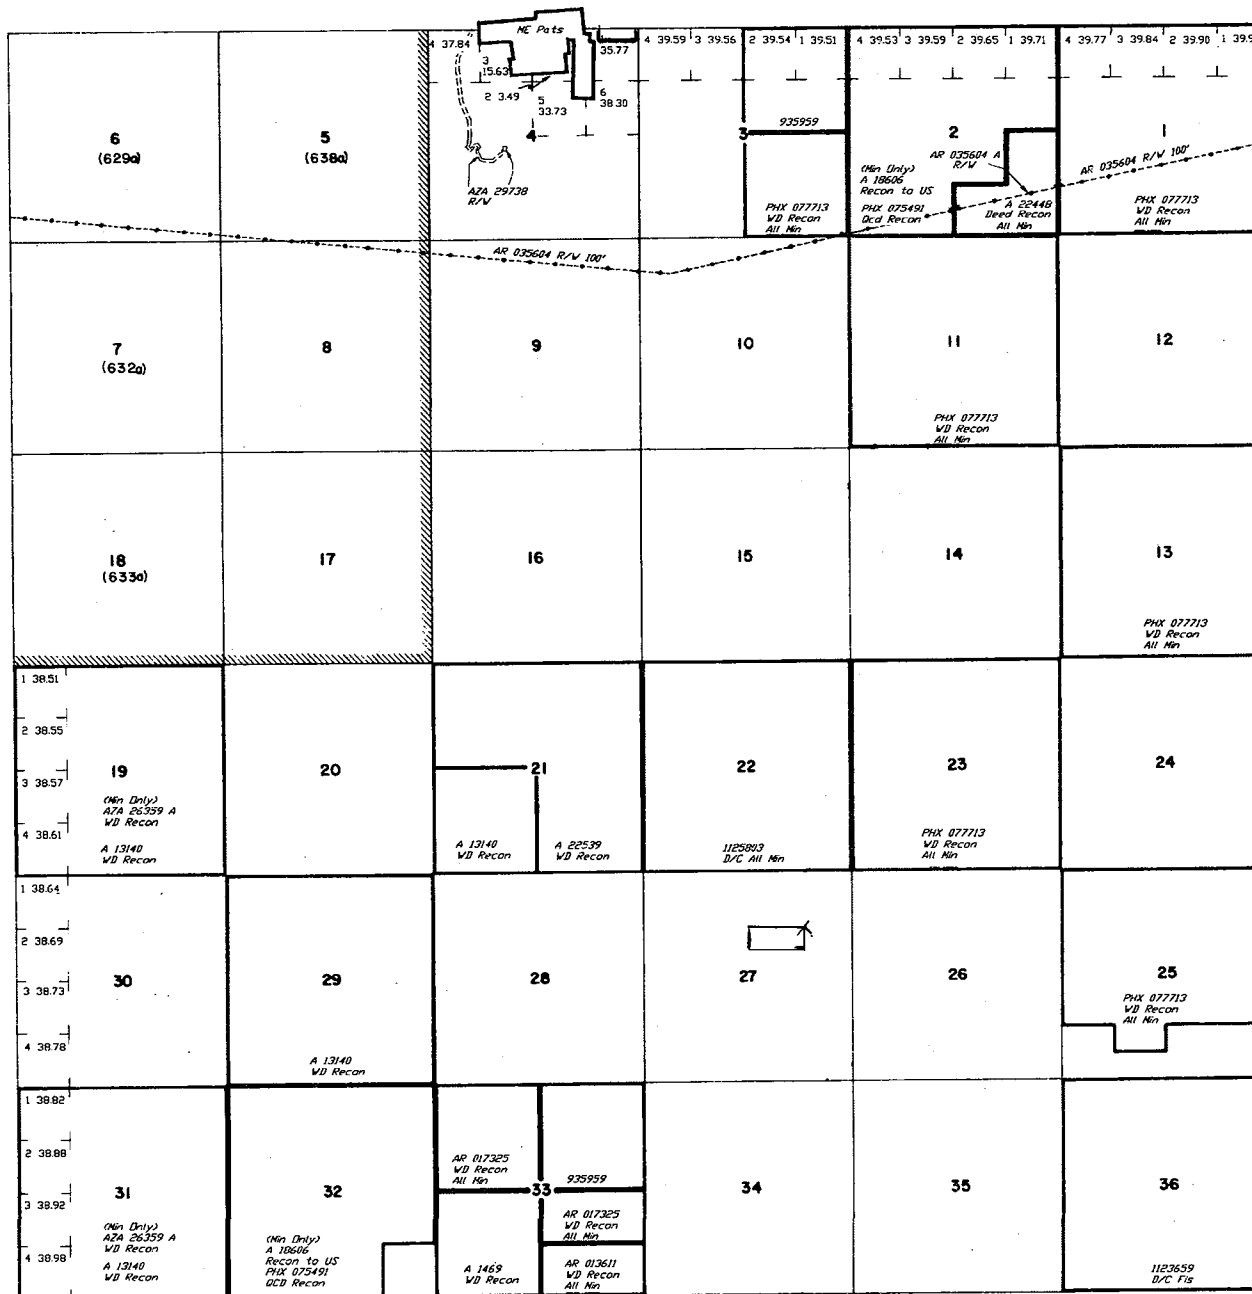 ME Pats
4 37.84
3
15.63
2 3.49
5
33.73
6
38.30
35.77
4 39.59 3 39.56 2 39.54 1 39.51
4 39.53 3 39.59 2 39.65 1 39.71
4 39.77 3 39.84 2 39.90 1 39.9
6
(629a)
5
(638a)
4
AZA 29738
R/W
3
935959
PHX 077713
WD Recon
All Min
2
AR 035604 A
R/W
(Min Only)
A 18606
Recon to US
PHX 075491
Qcd Recon
A 22448
Deed Recon
All Min
1
AR 035604 R/W 100'
PHX 077713
WD Recon
All Min
AR 035604 R/W 100'
7
(632a)
8
9
10
11
PHX 077713
WD Recon
All Min
12
18
(633a)
17
16
15
14
13
PHX 077713
WD Recon
All Min
1 38.51
2 38.55
3 38.57
4 38.61
19
(Min Only)
AZA 26359 A
WD Recon
A 13140
WD Recon
20
21
A 13140
WD Recon
A 22539
WD Recon
22
1125803
D/C All Min
23
PHX 077713
WD Recon
All Min
24
1 38.64
2 38.69
3 38.73
4 38.78
30
29
A 13140
WD Recon
28
27
26
25
PHX 077713
WD Recon
All Min
1 38.82
2 38.88
3 38.92
4 38.98
31
(Min Only)
AZA 26359 A
WD Recon
A 13140
WD Recon
32
(Min Only)
A 18606
Recon to US
PHX 075491
QCD Recon
33
AR 017325
WD Recon
All Min
935959
AR 017325
WD Recon
All Min
A 1469
WD Recon
AR 013611
WD Recon
All Min
34
35
36
1123659
D/C Fis